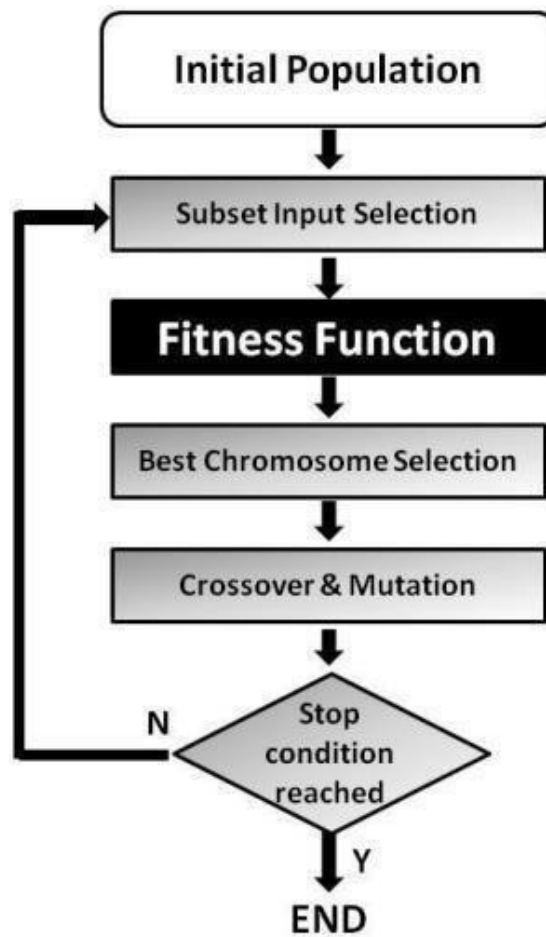 Initial Population
Subset Input Selection
Fitness Function
Best Chromosome Selection
Crossover & Mutation
N
Stop
condition
reached
Y
END